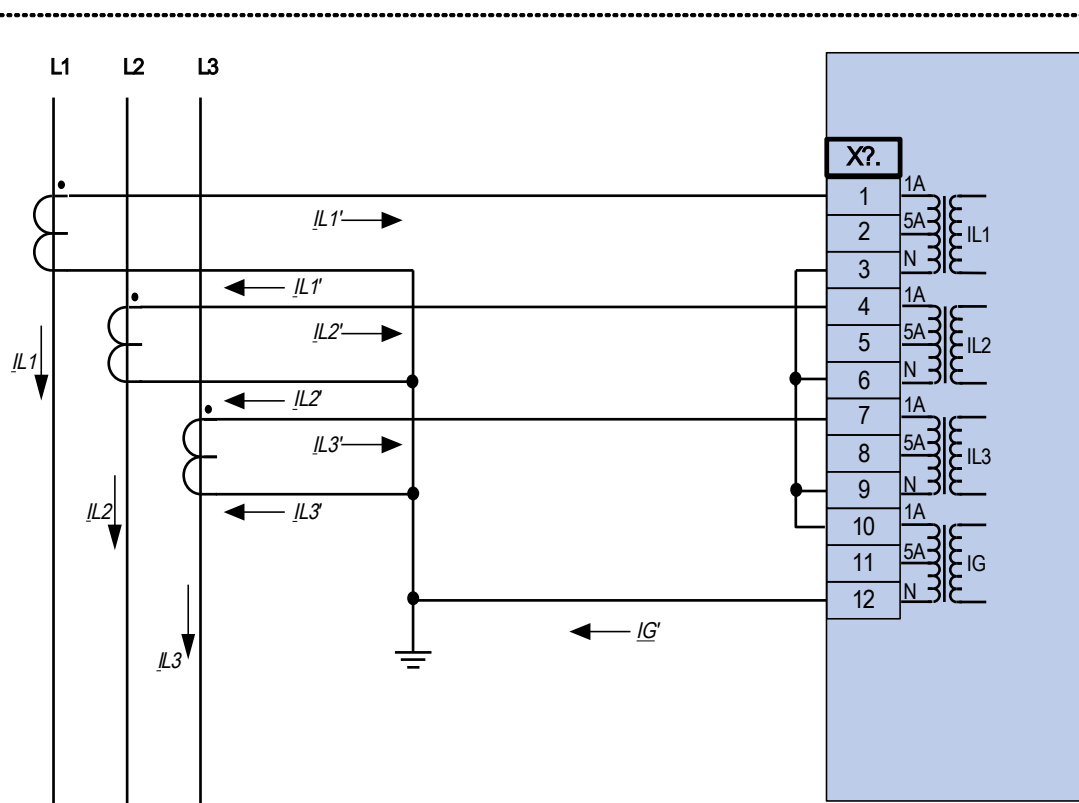 L1 L2 L3
X?.
1 1A
2 5A IL1
3 N
4 1A
5 5A IL2
6 N
7 1A
8 5A IL3
9 N
10 1A
11 5A IG
12 N
IL1'
IL1'
IL2'
IL1
IL2'
IL3'
IL2
IL3'
IG'
IL3